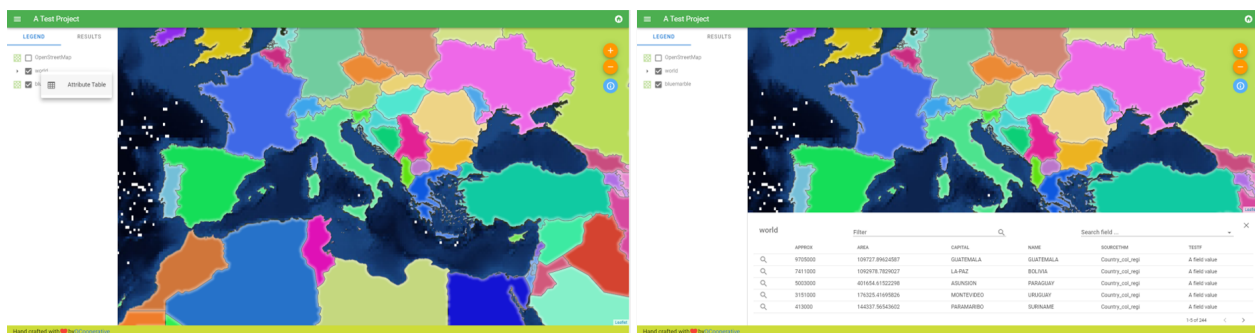 A Test Project
LEGEND RESULTS
OpenStreetMap
world
Attribute Table
+
−
Leaflet
Hand crafted with ❤ by QCooperative
A Test Project
LEGEND RESULTS
OpenStreetMap
world
bluemarble
+
−
world Filter Search field ...
APPROX AREA CAPITAL NAME SOURCETHM TESTF
9705000 109727.89624587 GUATEMALA GUATEMALA Country_col_regi A field value
7411000 1092978.7829027 LA-PAZ BOLIVIA Country_col_regi A field value
5003000 401654.61522298 ASUNSION PARAGUAY Country_col_regi A field value
3151000 176325.41695826 MONTEVIDEO URUGUAY Country_col_regi A field value
413000 144337.56543602 PARAMARIBO SURINAME Country_col_regi A field value
1-5 of 244
Hand crafted with ❤ by QCooperative